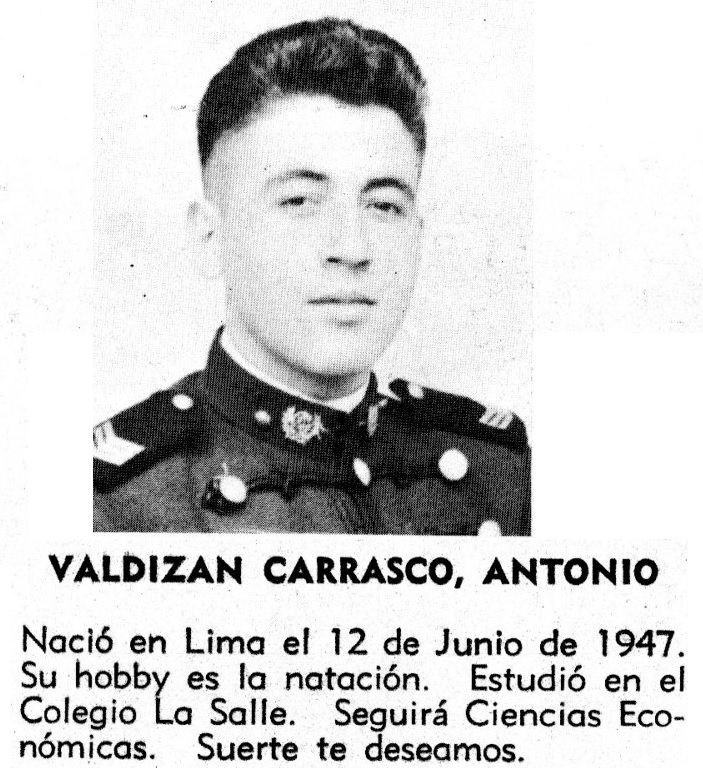 VALDIZAN CARRASCO, ANTONIO
Nació en Lima el 12 de Junio de 1947.
Su hobby es la natación. Estudió en el
Colegio La Salle. Seguirá Ciencias Eco-
nómicas. Suerte te deseamos.